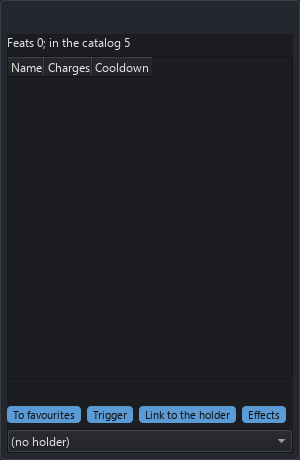 Feats 0; in the catalog 5
Name Charges Cooldown
To favourites Trigger Link to the holder Effects
(no holder)